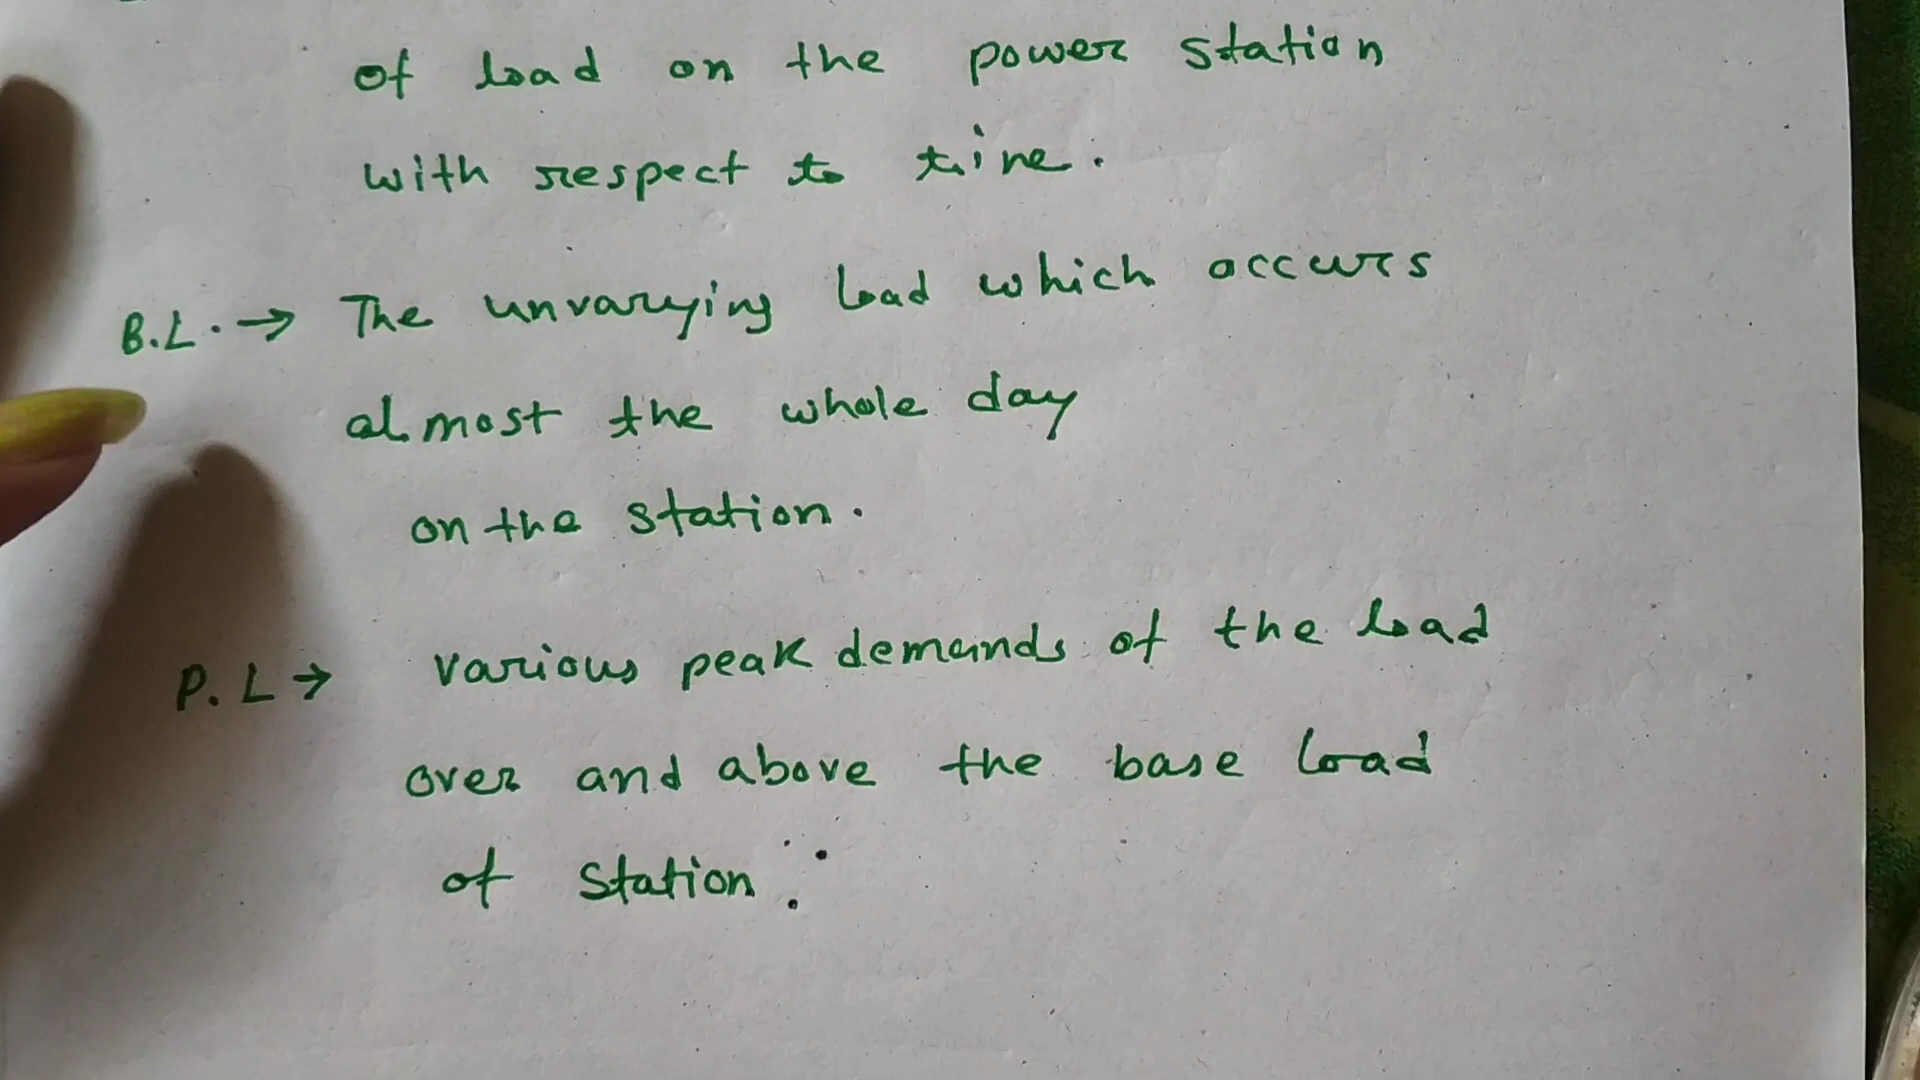 of load on the power station
with respect to time.
B.L. → The unvarying load which occurs
almost the whole day
on the station.
P.L → various peak demands of the load
over and above the base load
of station.